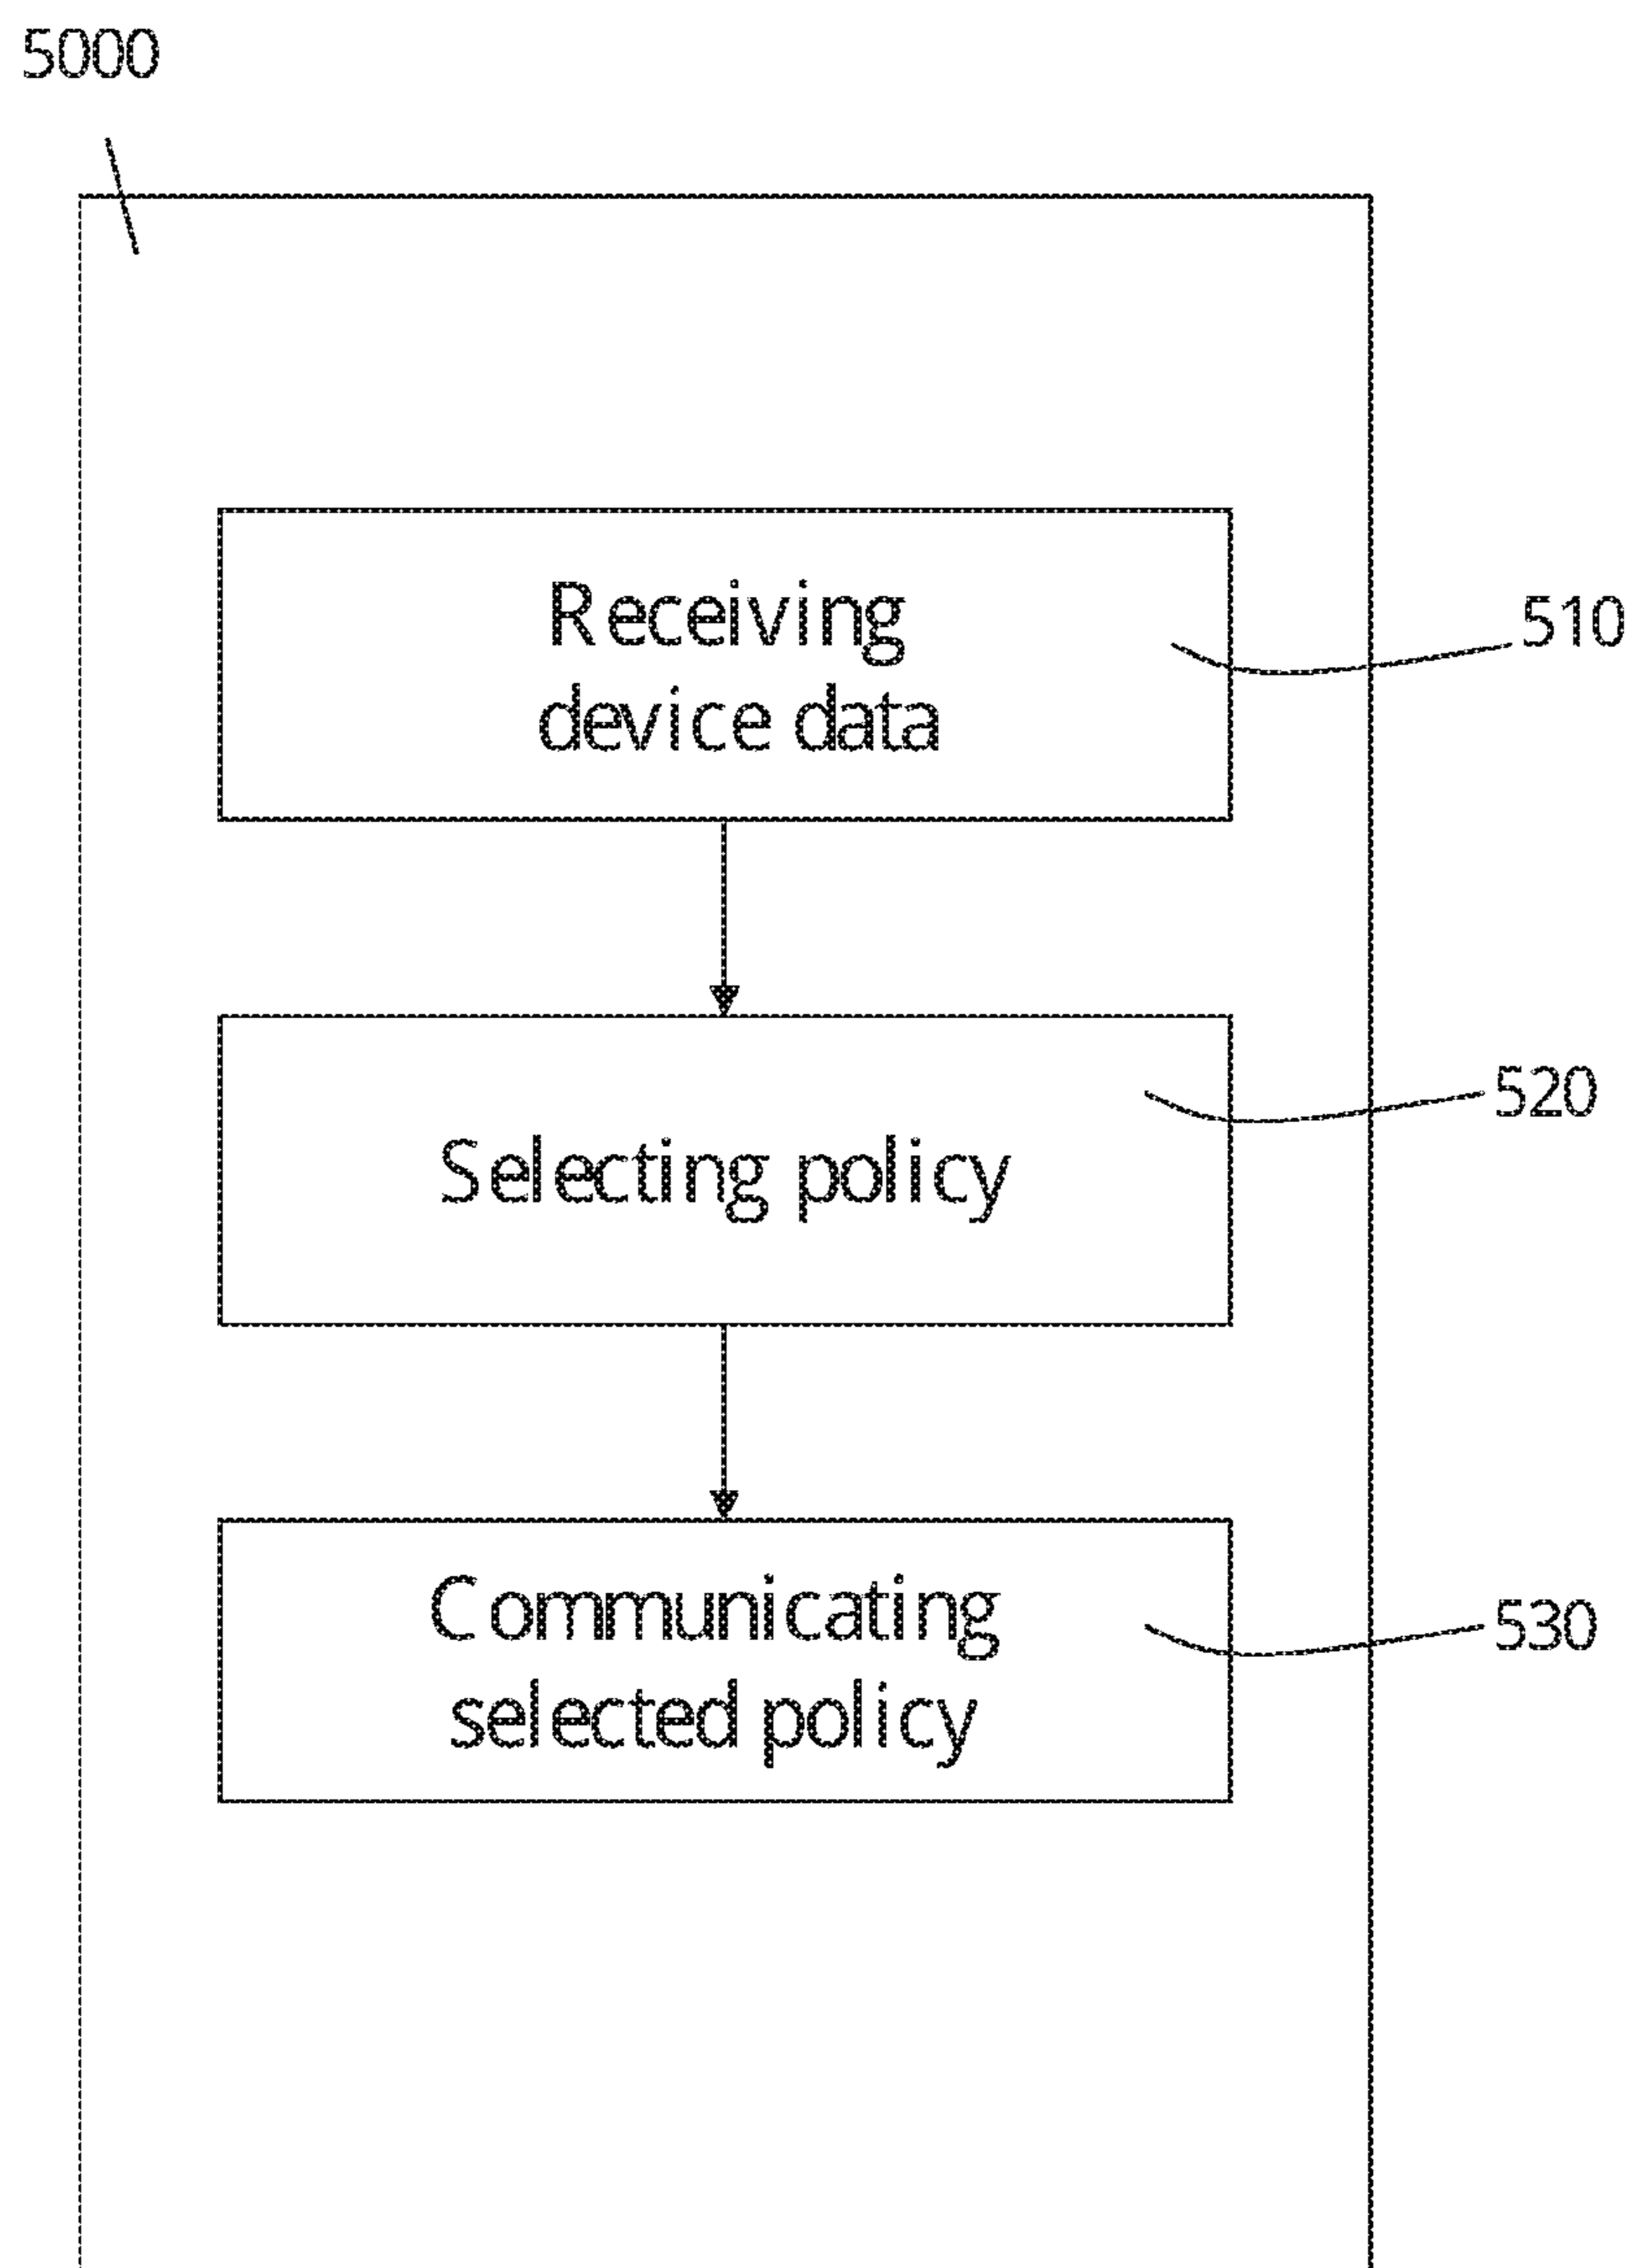 5000
Receiving
device data
510
520
Selecting policy
Communicating
selected policy
530